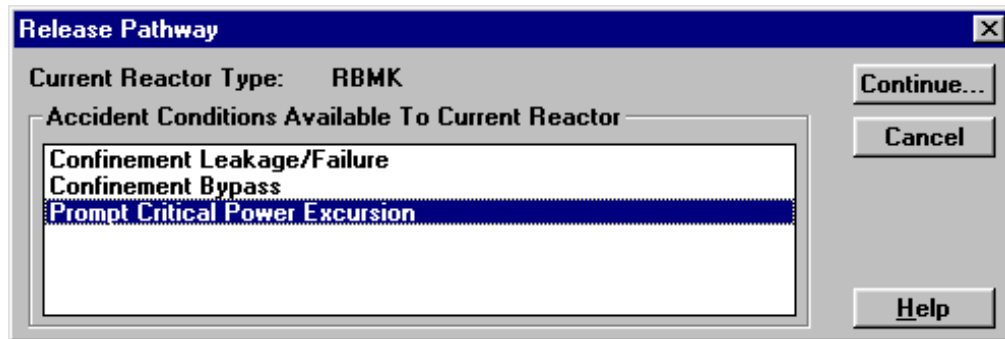 Release Pathway
Current Reactor Type: RBMK
Continue...
Accident Conditions Available To Current Reactor
Cancel
Confinement Leakage/Failure
Confinement Bypass
Prompt Critical Power Excursion
Help